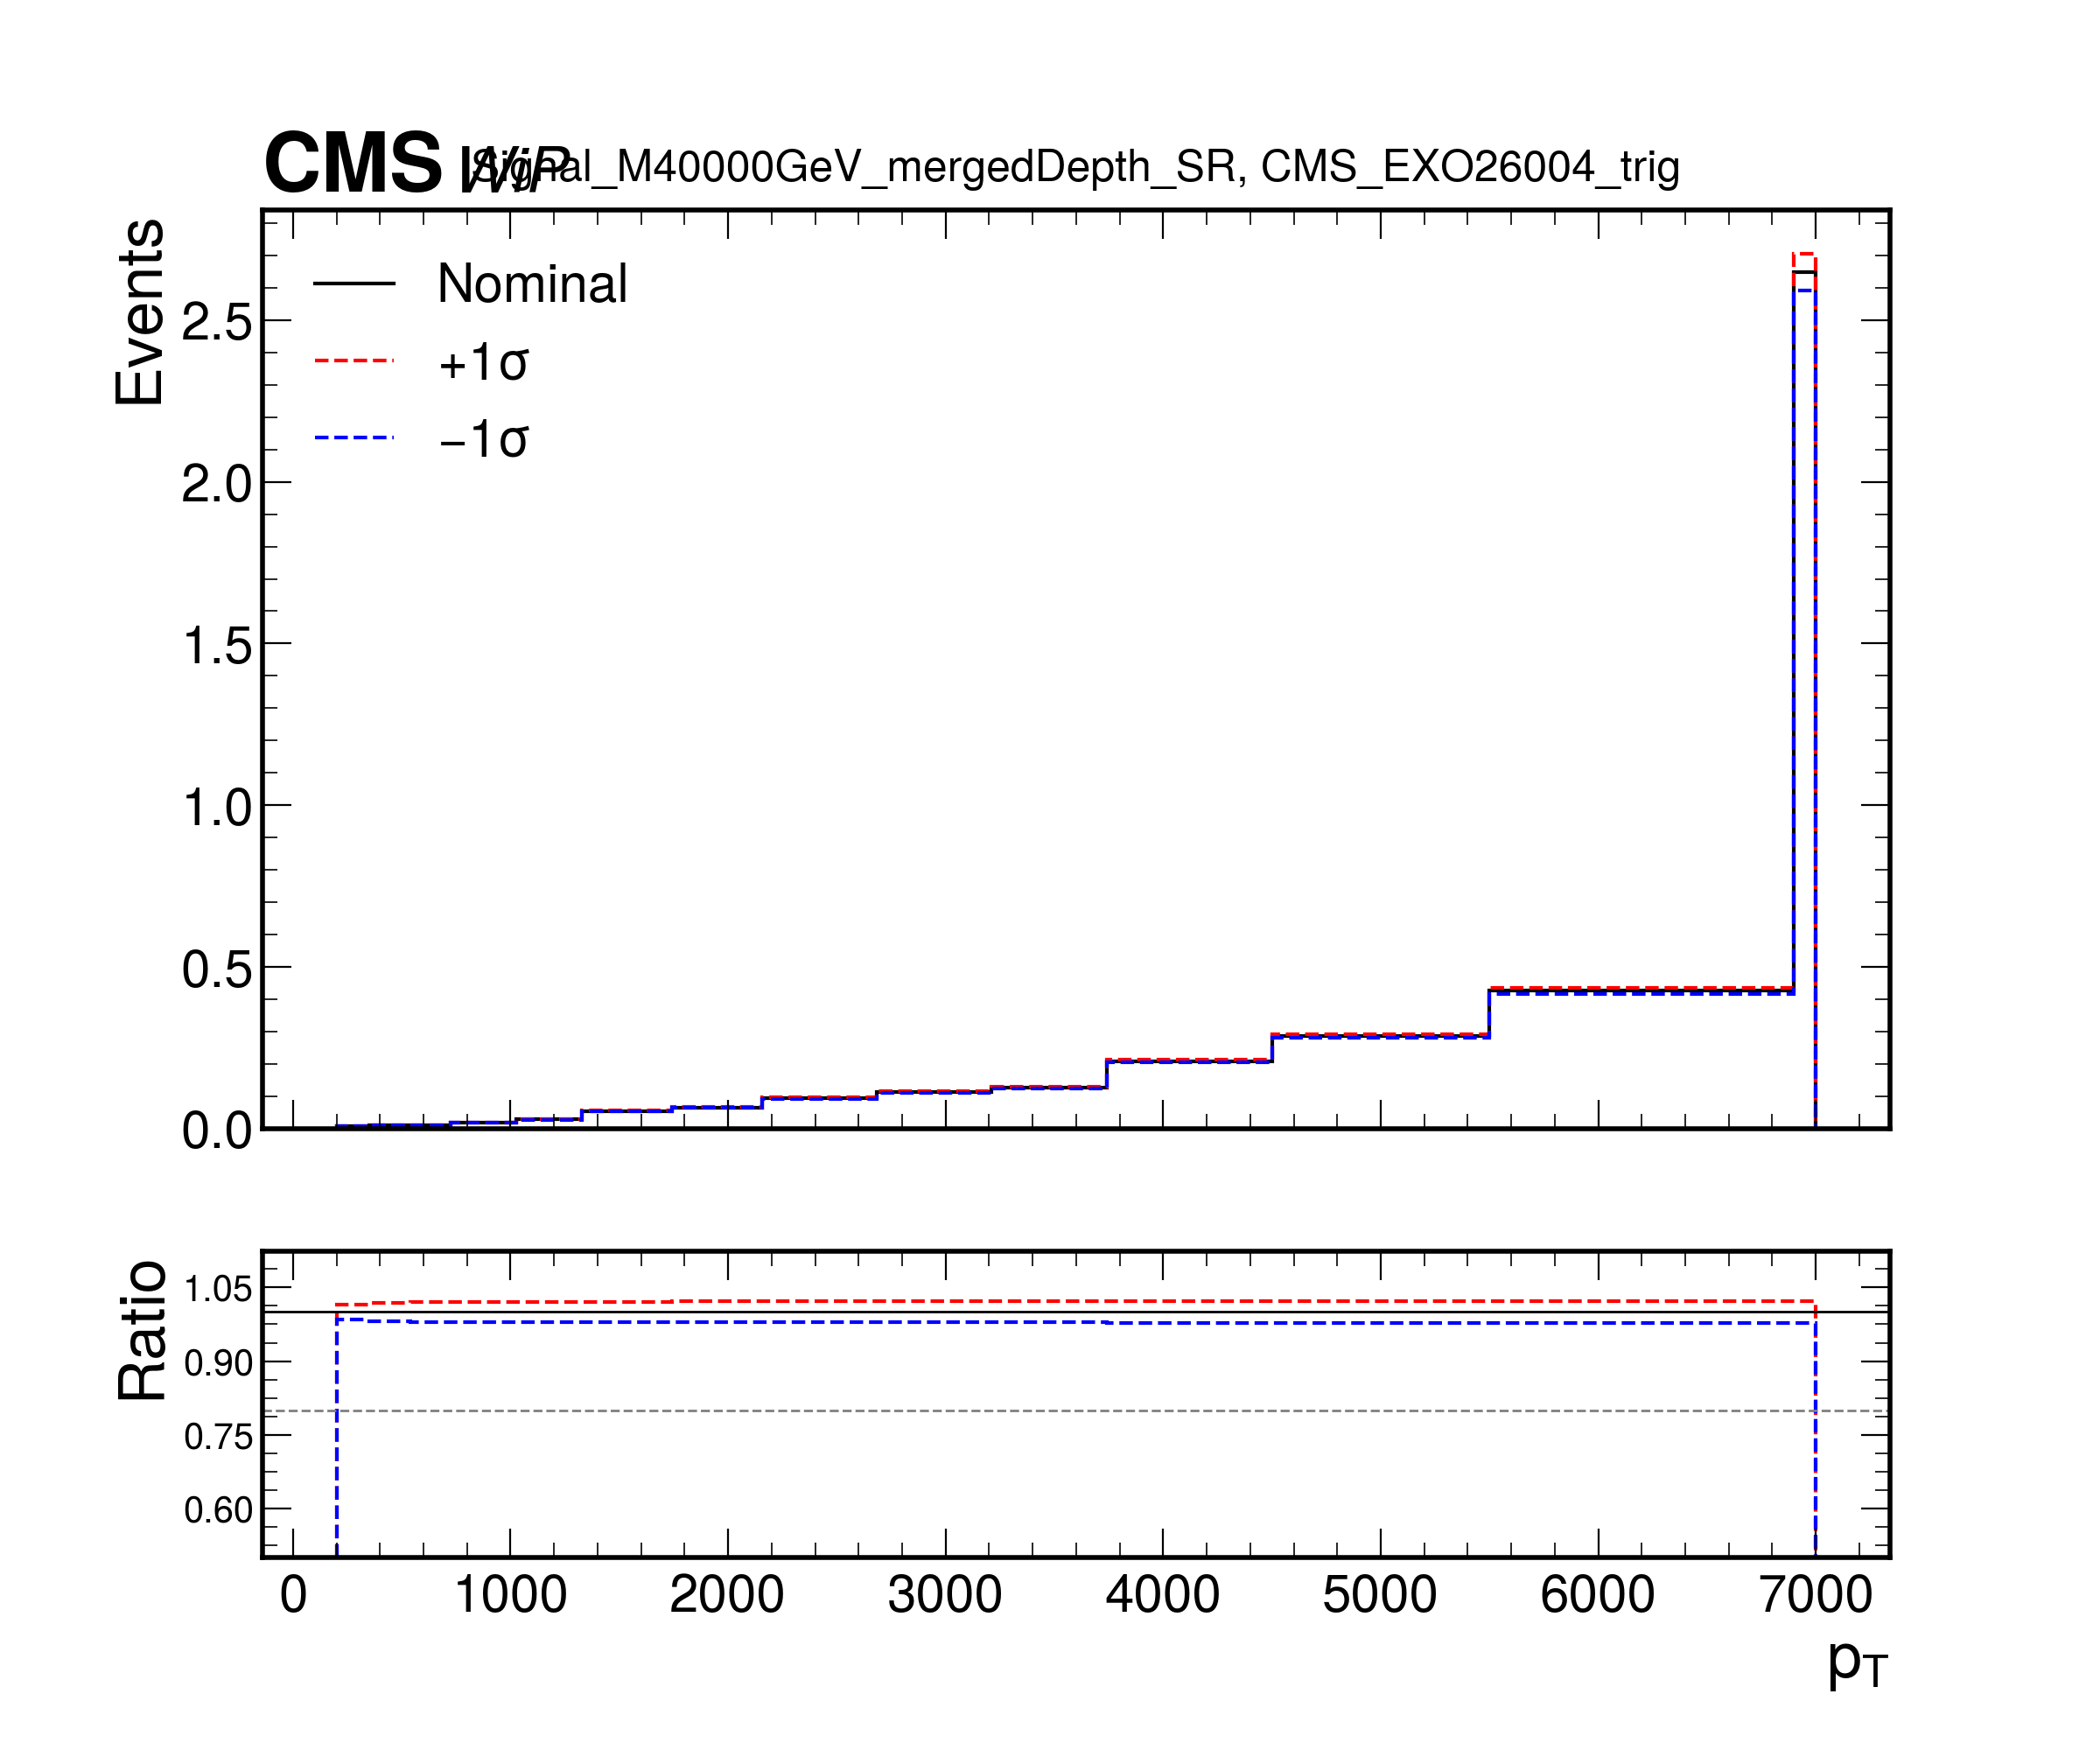 CMS WiP Signal_M40000GeV_mergedDepth_SR, CMS_EXO26004_trig
Events
Nominal
+1σ
−1σ
2.5
2.0
1.5
1.0
0.5
0.0
Ratio
1.05
0.90
0.75
0.60
0 1000 2000 3000 4000 5000 6000 7000
pT